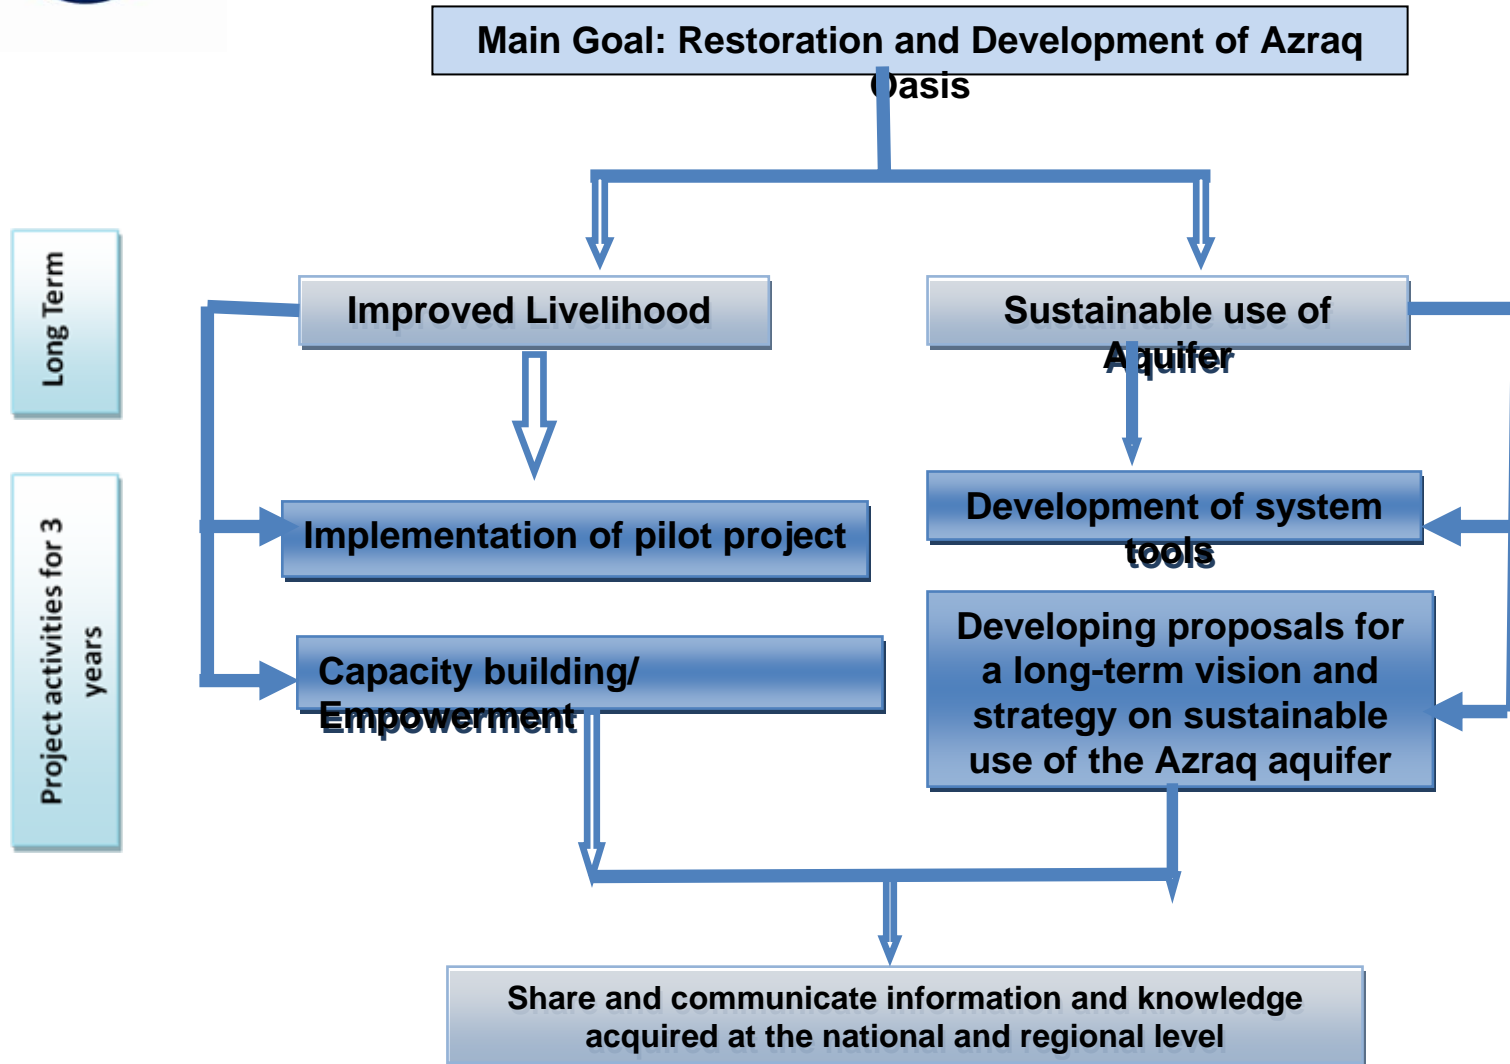 Main Goal: Restoration and Development of Azraq
Oasis
Long Term
Improved Livelihood
Sustainable use of
Aquifer
Project activities for 3
years
Implementation of pilot project
Development of system
tools
Capacity building/
Empowerment
Developing proposals for
a long-term vision and
strategy on sustainable
use of the Azraq aquifer
Share and communicate information and knowledge
acquired at the national and regional level